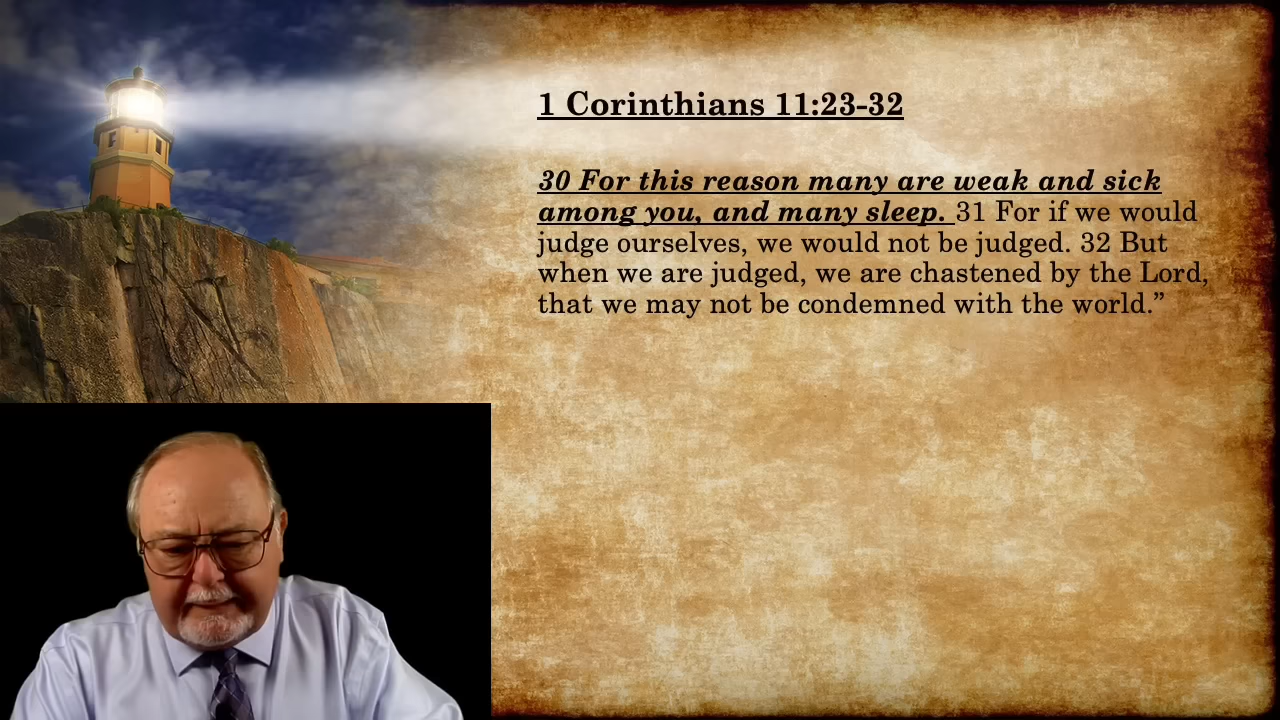 1 Corinthians 11:23-32
30 For this reason many are weak and sick
among you, and many sleep. 31 For if we would
judge ourselves, we would not be judged. 32 But
when we are judged, we are chastened by the Lord,
that we may not be condemned with the world.”